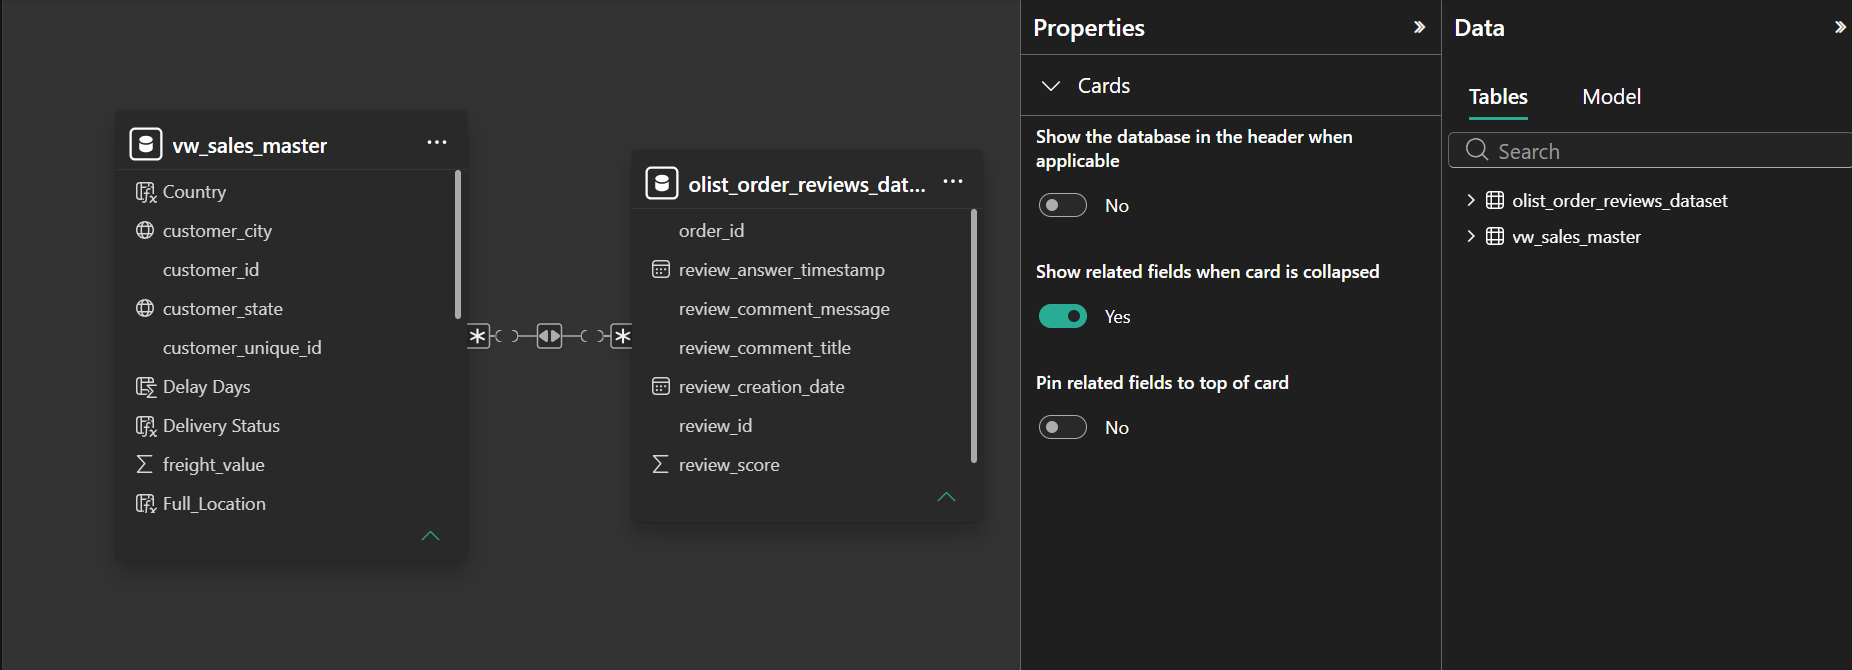 vw_sales_master
Country
customer_city
customer_id
customer_state
customer_unique_id
Delay Days
Delivery Status
freight_value
Full_Location
olist_order_reviews_dat...
order_id
review_answer_timestamp
review_comment_message
review_comment_title
review_creation_date
review_id
review_score
Properties
Cards
Show the database in the header when
applicable
No
Show related fields when card is collapsed
Yes
Pin related fields to top of card
No
Data
Tables Model
Search
olist_order_reviews_dataset
vw_sales_master